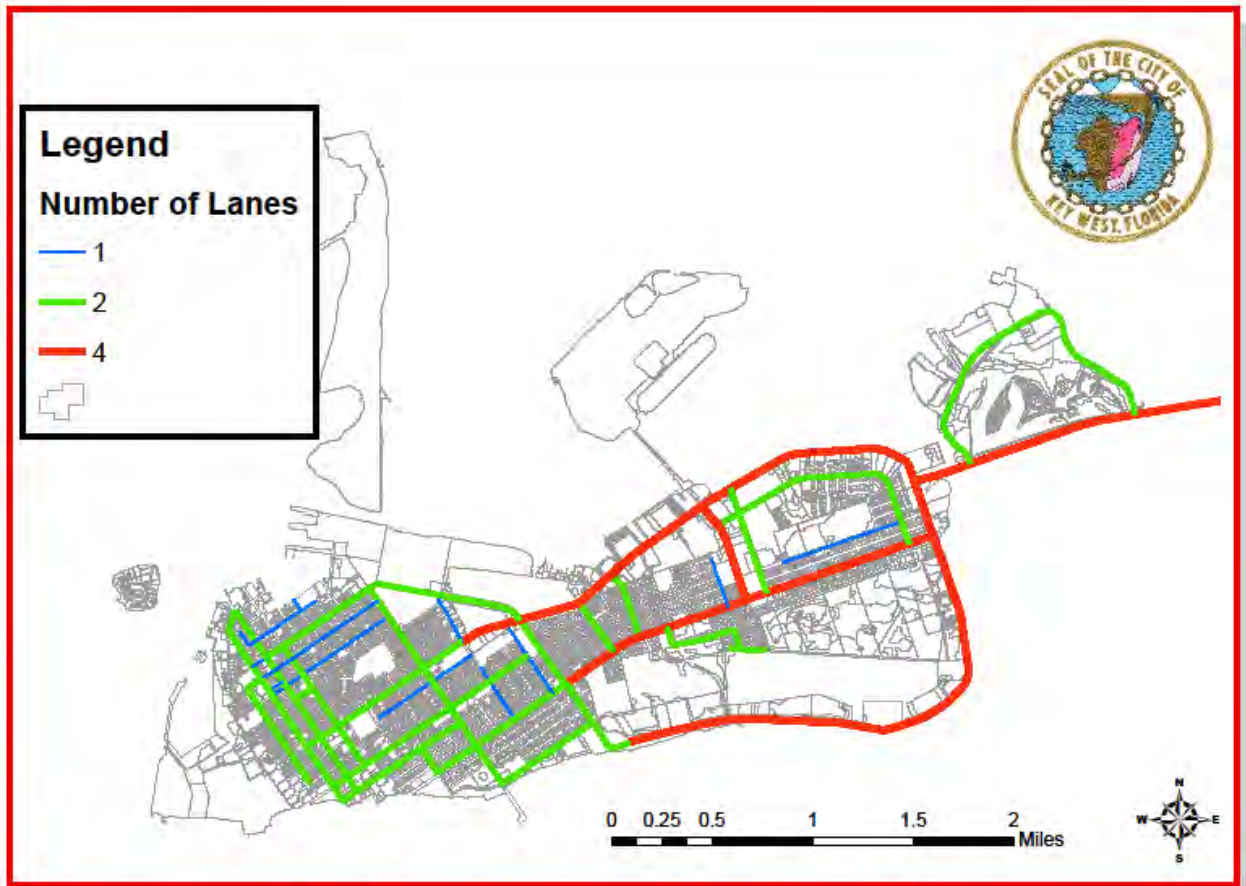 Legend
Number of Lanes
1
2
4
SEAL OF THE CITY OF
KEY WEST, FLORIDA
0 0.25 0.5 1 1.5 2
Miles
N
W E
S